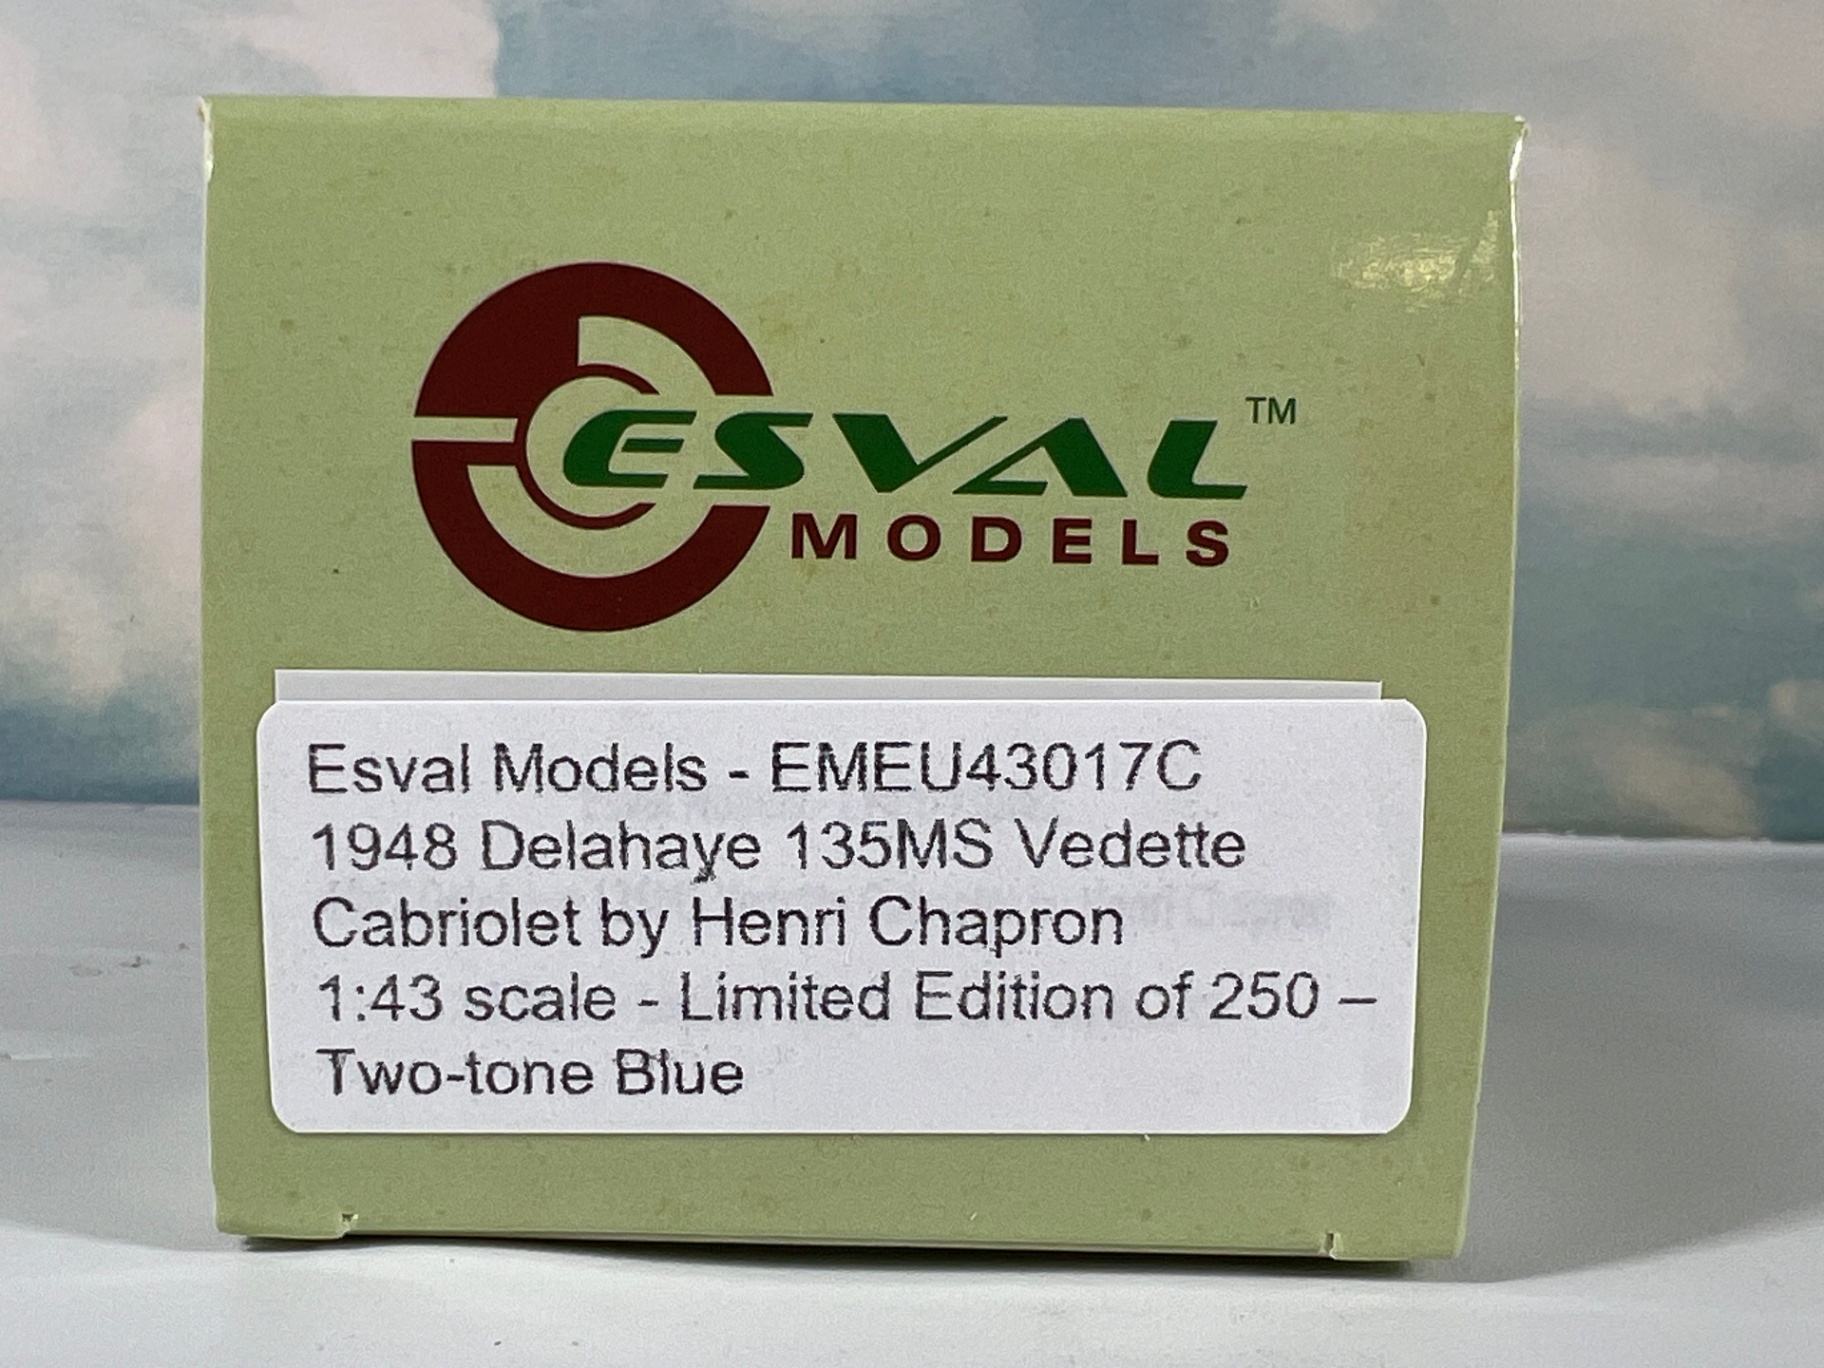 ESVAL™
MODELS
Esval Models - EMEU43017C
1948 Delahaye 135MS Vedette
Cabriolet by Henri Chapron
1:43 scale - Limited Edition of 250 –
Two-tone Blue